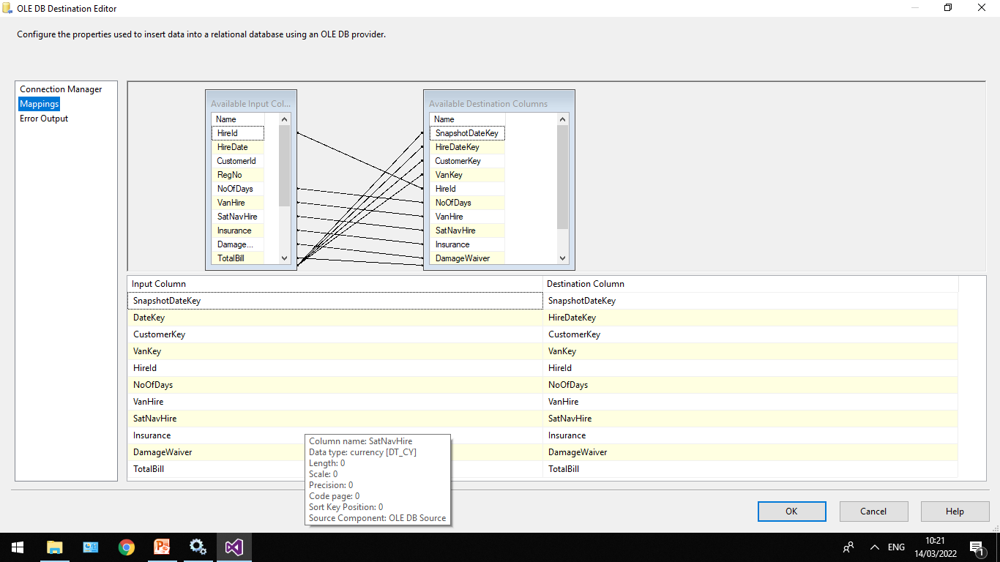 OLE DB Destination Editor
Configure the properties used to insert data into a relational database using an OLE DB provider.
Connection Manager
Mappings
Error Output
Available Input Col...
Name
HireId
HireDate
CustomerId
RegNo
NoOfDays
VanHire
SatNavHire
Insurance
Damage...
TotalBill
Available Destination Columns
Name
SnapshotDateKey
HireDateKey
CustomerKey
VanKey
HireId
NoOfDays
VanHire
SatNavHire
Insurance
DamageWaiver
Input Column Destination Column
SnapshotDateKey SnapshotDateKey
DateKey HireDateKey
CustomerKey CustomerKey
VanKey VanKey
HireId HireId
NoOfDays NoOfDays
VanHire VanHire
SatNavHire SatNavHire
Insurance Insurance
DamageWaiver DamageWaiver
TotalBill TotalBill
Column name: SatNavHire
Data type: currency [DT_CY]
Length: 0
Scale: 0
Precision: 0
Code page: 0
Sort Key Position: 0
Source Component: OLE DB Source
OK Cancel Help
ENG
10:21
14/03/2022
1